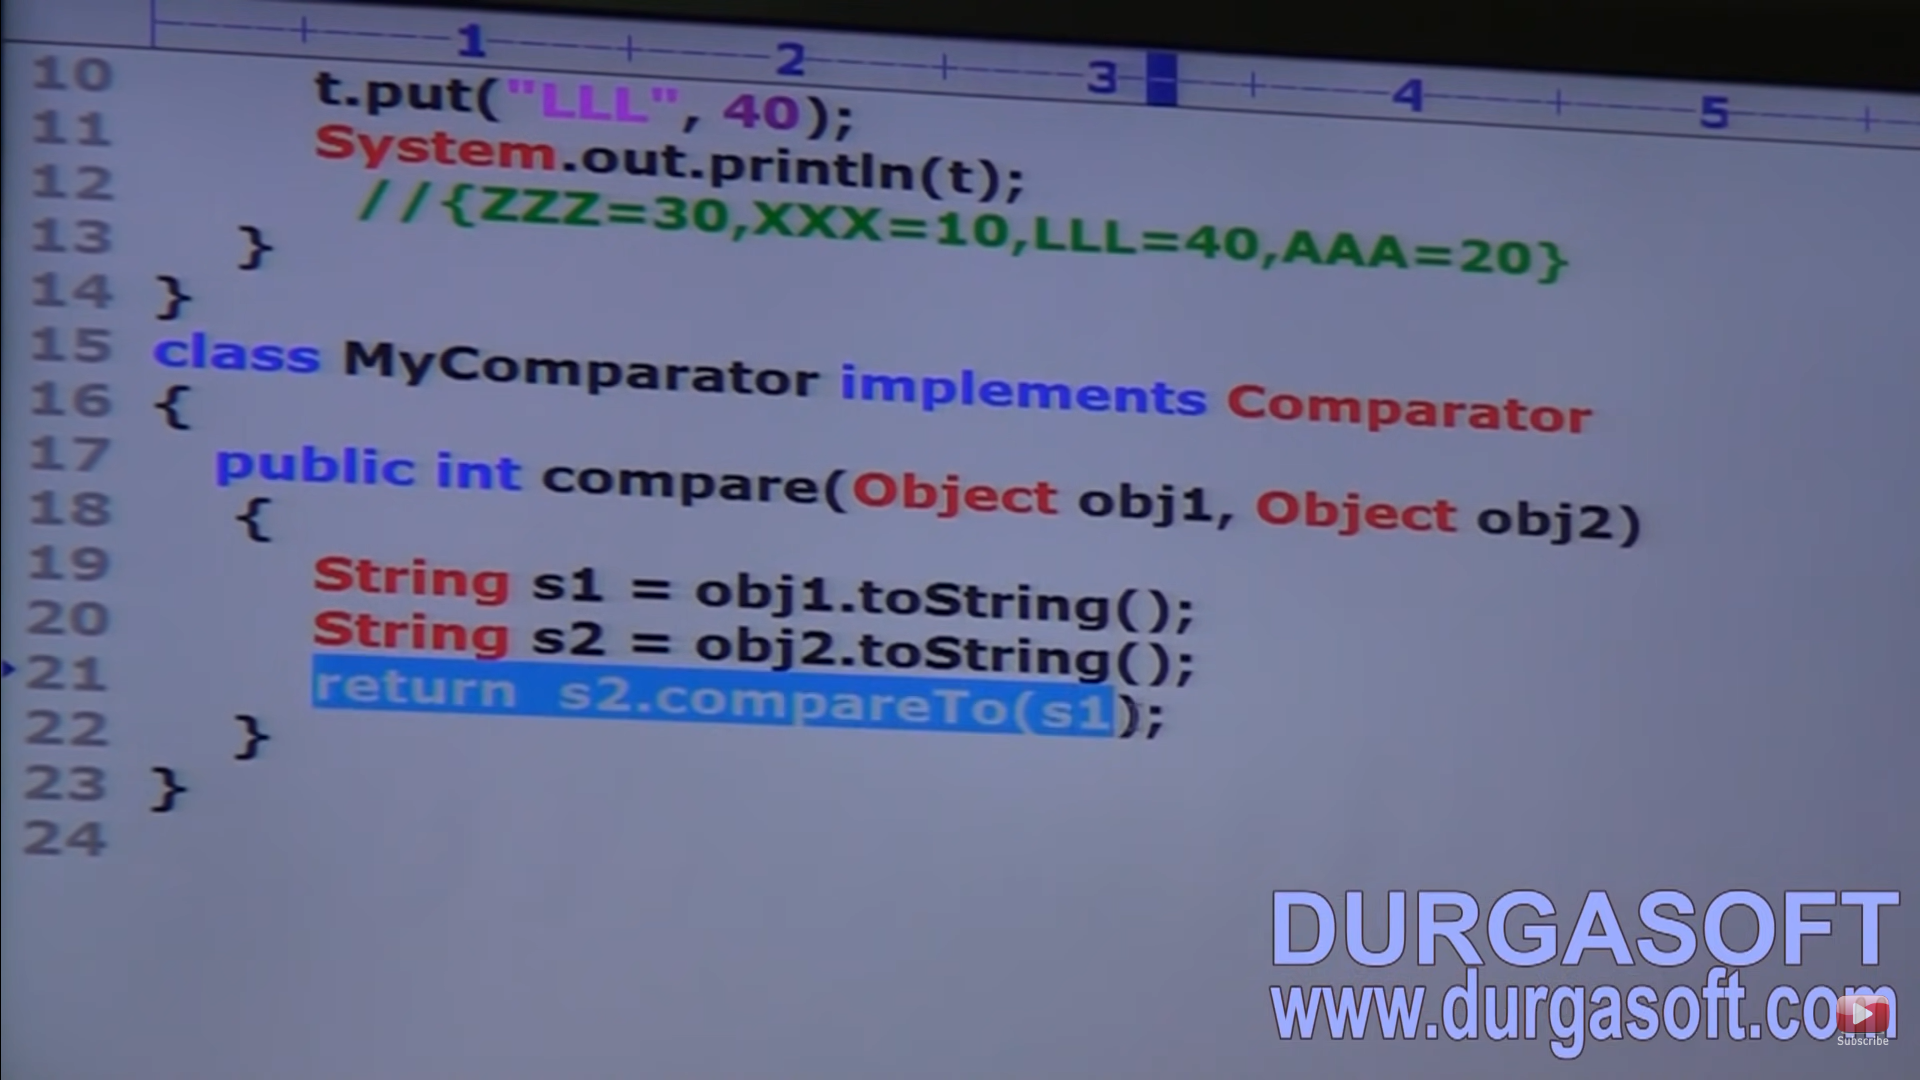 1 2 3 4 5
10 t.put("LLL", 40);
11 System.out.println(t);
12 //{ZZZ=30,XXX=10,LLL=40,AAA=20}
13 }
14 }
15 class MyComparator implements Comparator
16 {
17 public int compare(Object obj1, Object obj2)
18 {
19 String s1 = obj1.toString();
20 String s2 = obj2.toString();
21 return s2.compareTo(s1);
22 }
23 }
24
DURGASOFT
www.durgasoft.com
Subscribe